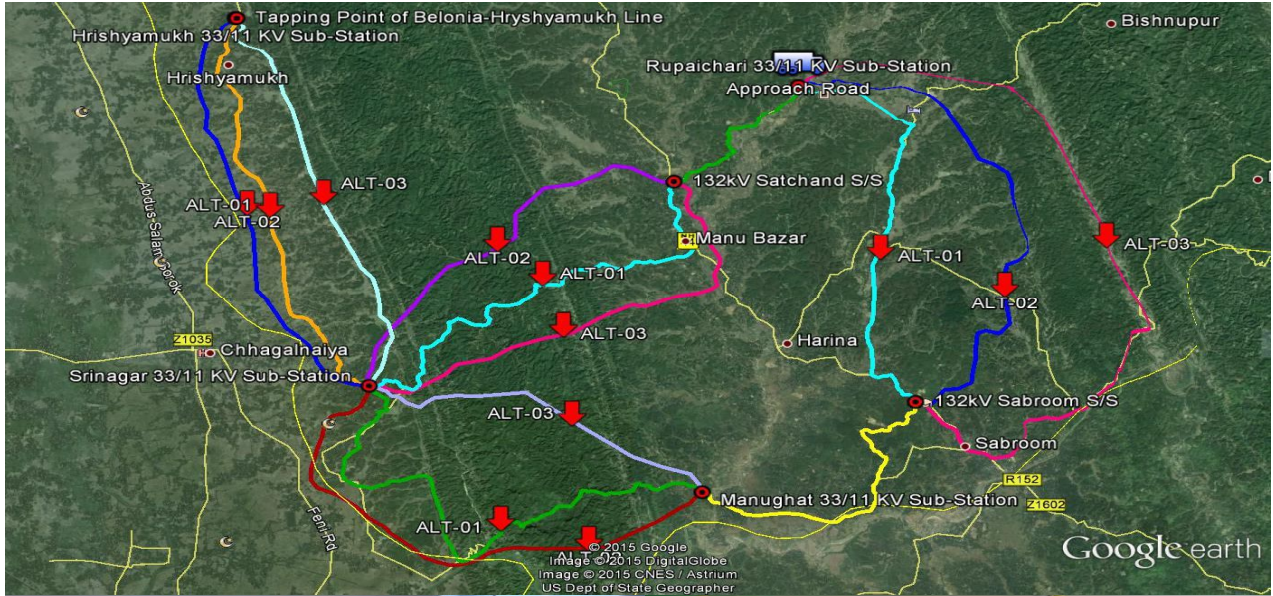 Tapping Point of Belonia-Hryshyamukh Line
Bishnupur
Hrishyamukh 33/11 KV Sub-Station
Rupaichari 33/11 KV Sub-Station
Hrishyamukh
Approach Road
132kV Satchand S/S
ALT-03
ALT-01
ALT-02
Abdus-Salam-Sorok
Manu Bazar
ALT-03
ALT-02
ALT-01
ALT-01
ALT-02
ALT-03
Z1035
Harina
Chhagalnaiya
Srinagar 33/11 KV Sub-Station
132kV Sabroom S/S
ALT-03
Sabroom
R152
Manughat 33/11 KV Sub-Station
Z1602
Feni Rd
ALT-01
ALT-02
© 2015 Google
Image © 2015 DigitalGlobe
Image © 2015 CNES / Astrium
US Dept of State Geographer
Google earth